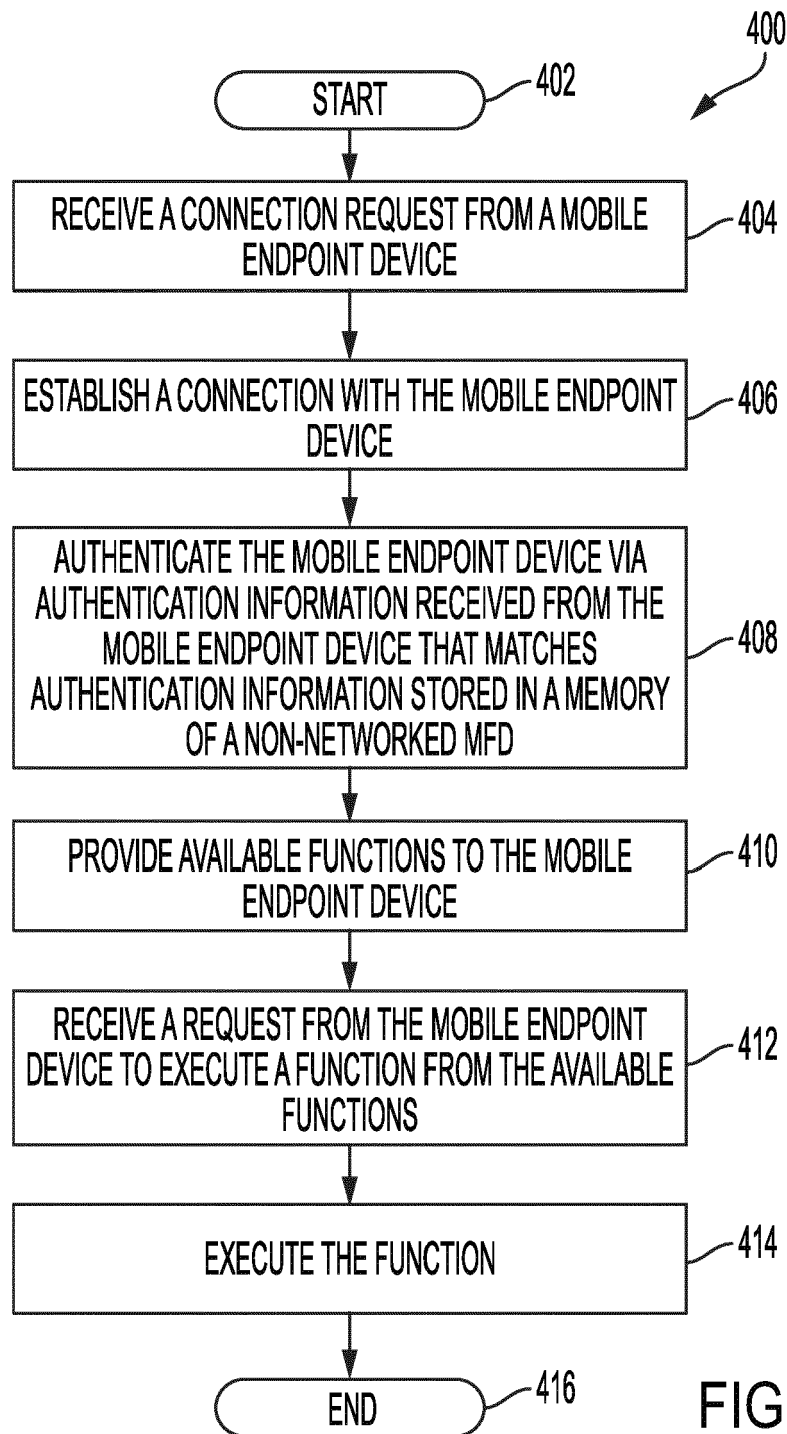 400
START
402
RECEIVE A CONNECTION REQUEST FROM A MOBILE
ENDPOINT DEVICE
404
ESTABLISH A CONNECTION WITH THE MOBILE ENDPOINT
DEVICE
406
AUTHENTICATE THE MOBILE ENDPOINT DEVICE VIA
AUTHENTICATION INFORMATION RECEIVED FROM THE
MOBILE ENDPOINT DEVICE THAT MATCHES
AUTHENTICATION INFORMATION STORED IN A MEMORY
OF A NON-NETWORKED MFD
408
PROVIDE AVAILABLE FUNCTIONS TO THE MOBILE
ENDPOINT DEVICE
410
RECEIVE A REQUEST FROM THE MOBILE ENDPOINT
DEVICE TO EXECUTE A FUNCTION FROM THE AVAILABLE
FUNCTIONS
412
EXECUTE THE FUNCTION
414
END
416
FIG